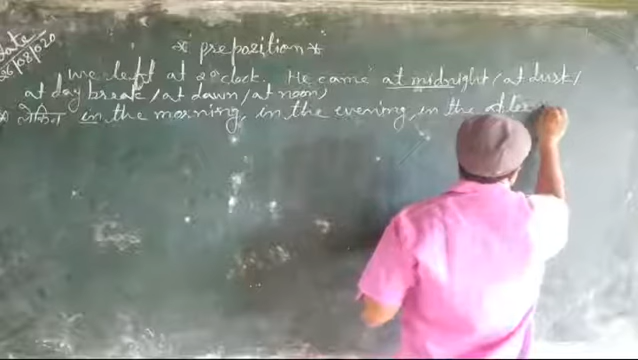 Date
26/08/020
* preposition *
we left at 2 o'clock. He came at midnight / at dusk /
at day break / at dawn / at noon /
in the morning, in the evening, in the